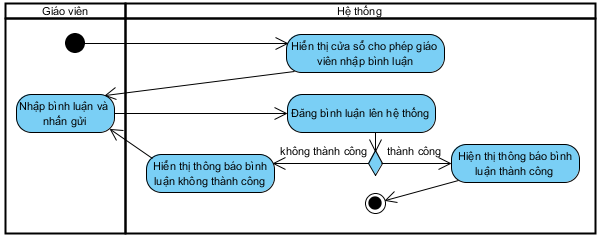 Giáo viên
Hệ thống
Hiển thị cửa sổ cho phép giáo
viên nhập bình luận
Nhập bình luận và
nhấn gửi
Đăng bình luận lên hệ thống
không thành công
thành công
Hiển thị thông báo bình
luận không thành công
Hiện thị thông báo bình
luận thành công